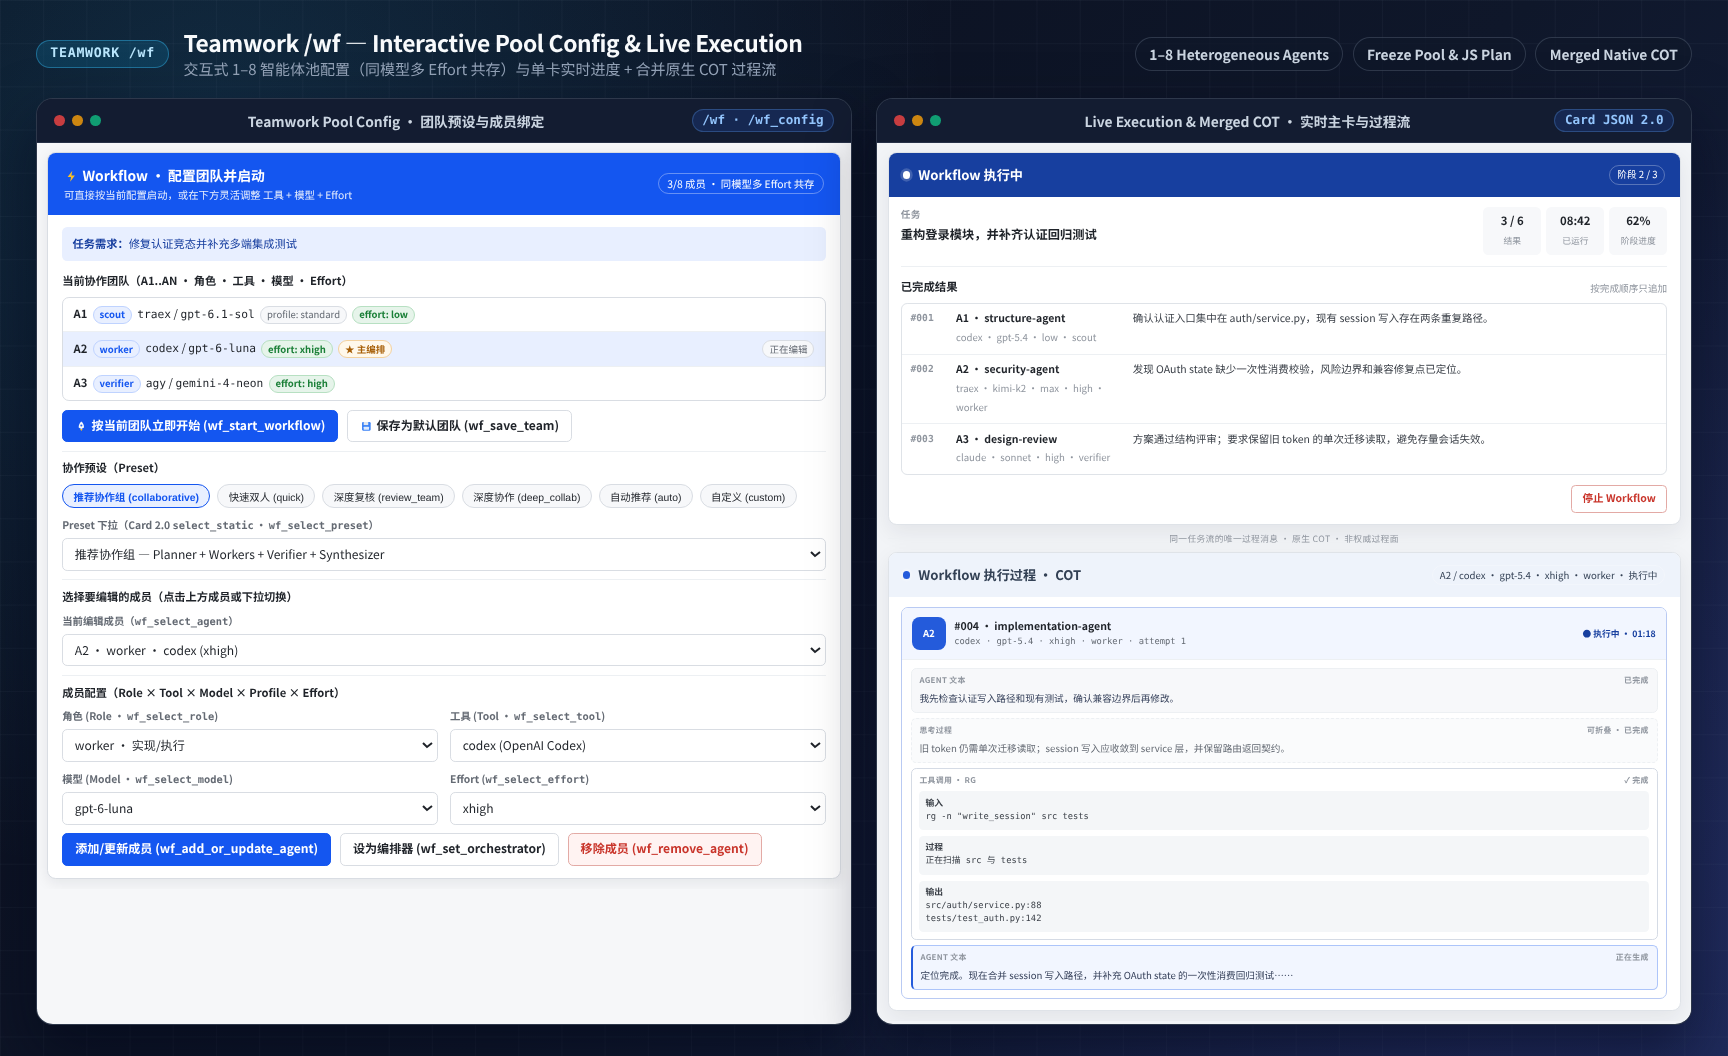 TEAMWORK /wf
Teamwork /wf — Interactive Pool Config & Live Execution
交互式 1–8 智能体池配置（同模型多 Effort 共存）与单卡实时进度 + 合并原生 COT 过程流
1–8 Heterogeneous Agents
Freeze Pool & JS Plan
Merged Native COT
Teamwork Pool Config • 团队预设与成员绑定
/wf · /wf_config
Workflow • 配置团队并启动
可直接按当前配置启动，或在下方灵活调整 工具 + 模型 + Effort
3/8 成员 • 同模型多 Effort 共存
任务需求：修复认证竞态并补充多端集成测试
当前协作团队（A1..AN • 角色 • 工具 • 模型 • Effort）
A1 scout traex / gpt-6.1-sol profile: standard effort: low
A2 worker codex / gpt-6-luna effort: xhigh ★ 主编排 正在编辑
A3 verifier agy / gemini-4-neon effort: high
按当前团队立即开始 (wf_start_workflow)
保存为默认团队 (wf_save_team)
协作预设（Preset）
推荐协作组 (collaborative)
快速双人 (quick)
深度复核 (review_team)
深度协作 (deep_collab)
自动推荐 (auto)
自定义 (custom)
Preset 下拉（Card 2.0 select_static • wf_select_preset）
推荐协作组 — Planner + Workers + Verifier + Synthesizer
选择要编辑的成员（点击上方成员或下拉切换）
当前编辑成员（wf_select_agent）
A2 • worker • codex (xhigh)
成员配置（Role × Tool × Model × Profile × Effort）
角色 (Role • wf_select_role)
工具 (Tool • wf_select_tool)
worker • 实现/执行
codex (OpenAI Codex)
模型 (Model • wf_select_model)
Effort (wf_select_effort)
gpt-6-luna
xhigh
添加/更新成员 (wf_add_or_update_agent)
设为编排器 (wf_set_orchestrator)
移除成员 (wf_remove_agent)
Live Execution & Merged COT • 实时主卡与过程流
Card JSON 2.0
Workflow 执行中
阶段 2 / 3
任务
重构登录模块，并补齐认证回归测试
3 / 6
结果
08:42
已运行
62%
阶段进度
已完成结果
按完成顺序只追加
#001 A1 • structure-agent 确认认证入口集中在 auth/service.py，现有 session 写入存在两条重复路径。
codex • gpt-5.4 • low • scout
#002 A2 • security-agent 发现 OAuth state 缺少一次性消费校验，风险边界和兼容修复点已定位。
traex • kimi-k2 • max • high •
worker
#003 A3 • design-review 方案通过结构评审；要求保留旧 token 的单次迁移读取，避免存量会话失效。
claude • sonnet • high • verifier
停止 Workflow
同一任务流的唯一过程消息 • 原生 COT • 非权威过程面
Workflow 执行过程 • COT
A2 / codex • gpt-5.4 • xhigh • worker • 执行中
A2
#004 • implementation-agent
codex · gpt-5.4 · xhigh · worker · attempt 1
执行中 • 01:18
AGENT 文本 已完成
我先检查认证写入路径和现有测试，确认兼容边界后再修改。
思考过程 可折叠 • 已完成
旧 token 仍需单次迁移读取；session 写入应收敛到 service 层，并保留路由返回契约。
工具调用 • RG ✓ 完成
输入
rg -n "write_session" src tests
过程
正在扫描 src 与 tests
输出
src/auth/service.py:88
tests/test_auth.py:142
AGENT 文本 正在生成
定位完成。现在合并 session 写入路径，并补充 OAuth state 的一次性消费回归测试……